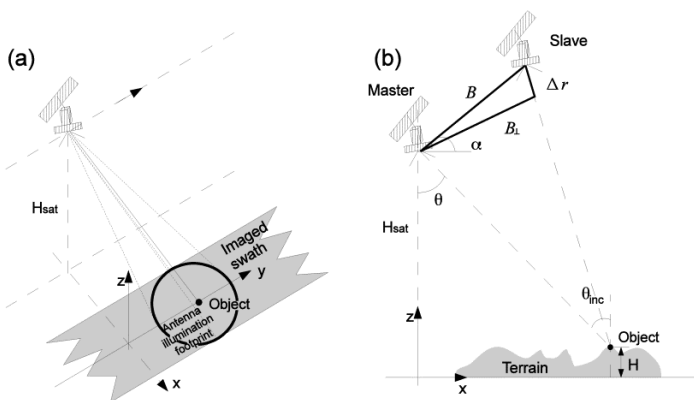 (a)
Hsat
z
Imaged
swath
y
Object
Antenna
illumination
footprint
x
(b)
Slave
Master
B
Δr
B⊥
α
θ
Hsat
θinc
z
Object
Terrain
H
x